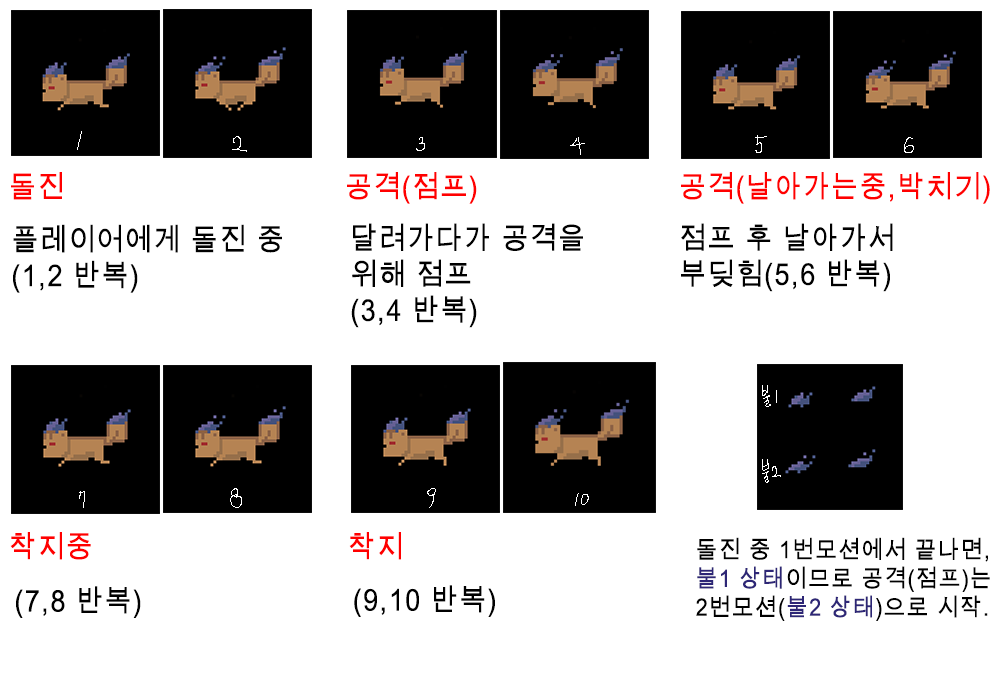 1
2
3
4
5
6
돌진
공격(점프)
공격(날아가는중,박치기)
플레이어에게 돌진 중
(1,2 반복)
달려가다가 공격을
위해 점프
(3,4 반복)
점프 후 날아가서
부딪힘(5,6 반복)
7
8
9
10
불1
불2
착지중
착지
(7,8 반복)
(9,10 반복)
돌진 중 1번모션에서 끝나면,
불1 상태이므로 공격(점프)는
2번모션(불2 상태)으로 시작.